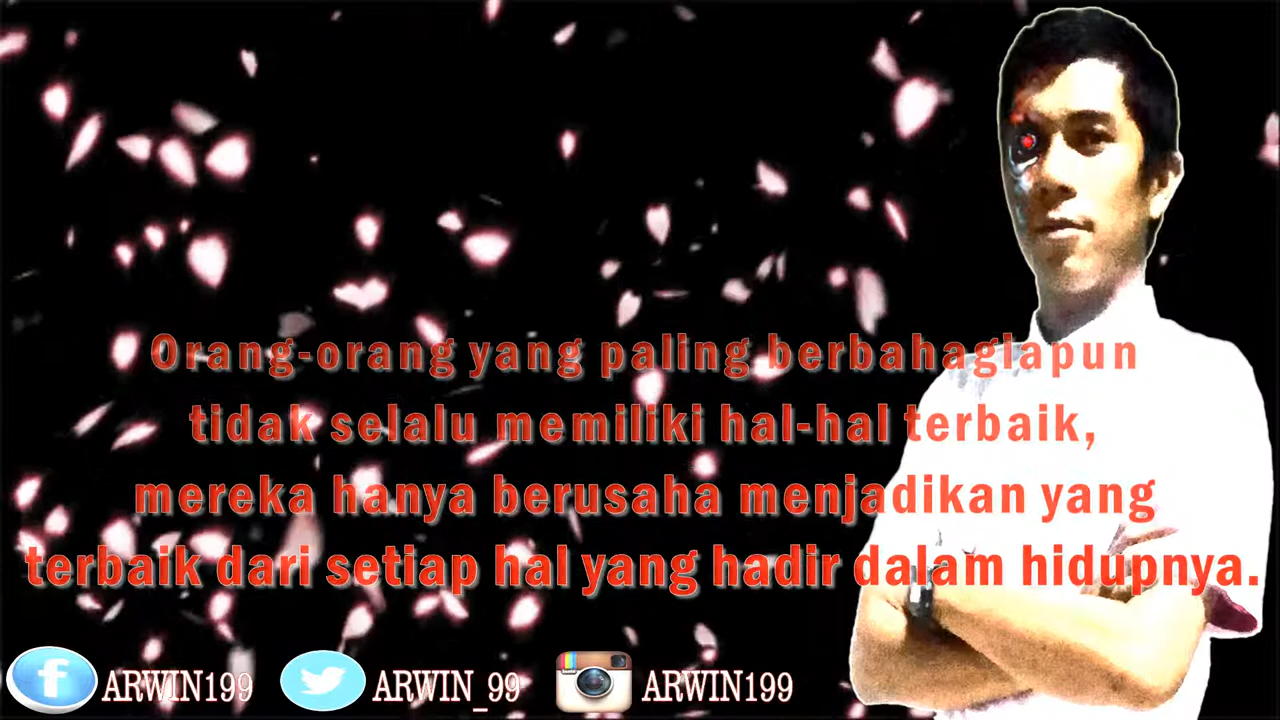 Orang-orang yang paling berbahagiapun
tidak selalu memiliki hal-hal terbaik,
mereka hanya berusaha menjadikan yang
terbaik dari setiap hal yang hadir dalam hidupnya.
f ARWIN199 ARWIN_99 ARWIN199